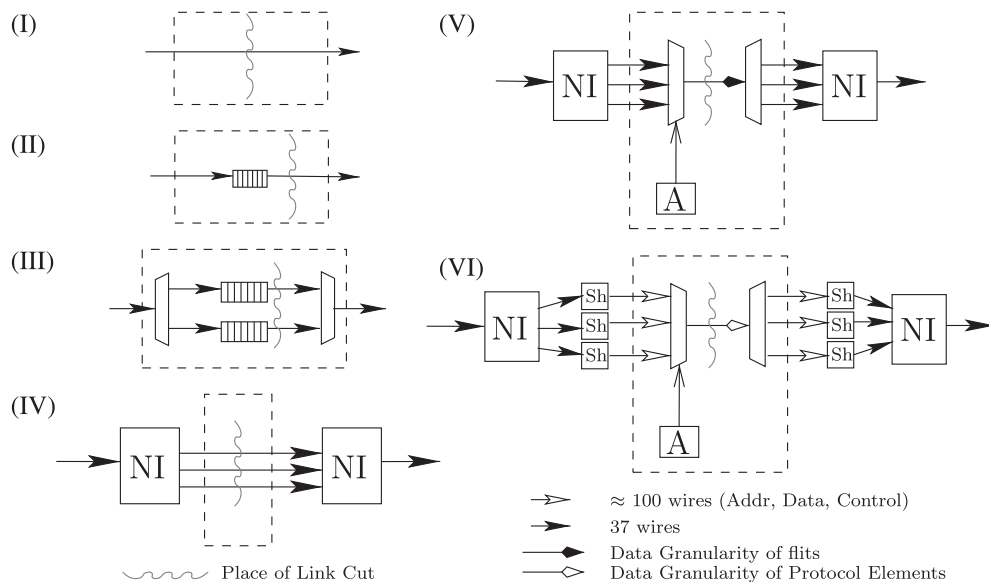 (I)
(II)
(III)
(IV)
NI
NI
Place of Link Cut
(V)
NI
NI
A
(VI)
NI
Sh
Sh
Sh
Sh
Sh
Sh
NI
A
≈ 100 wires (Addr, Data, Control)
37 wires
Data Granularity of flits
Data Granularity of Protocol Elements